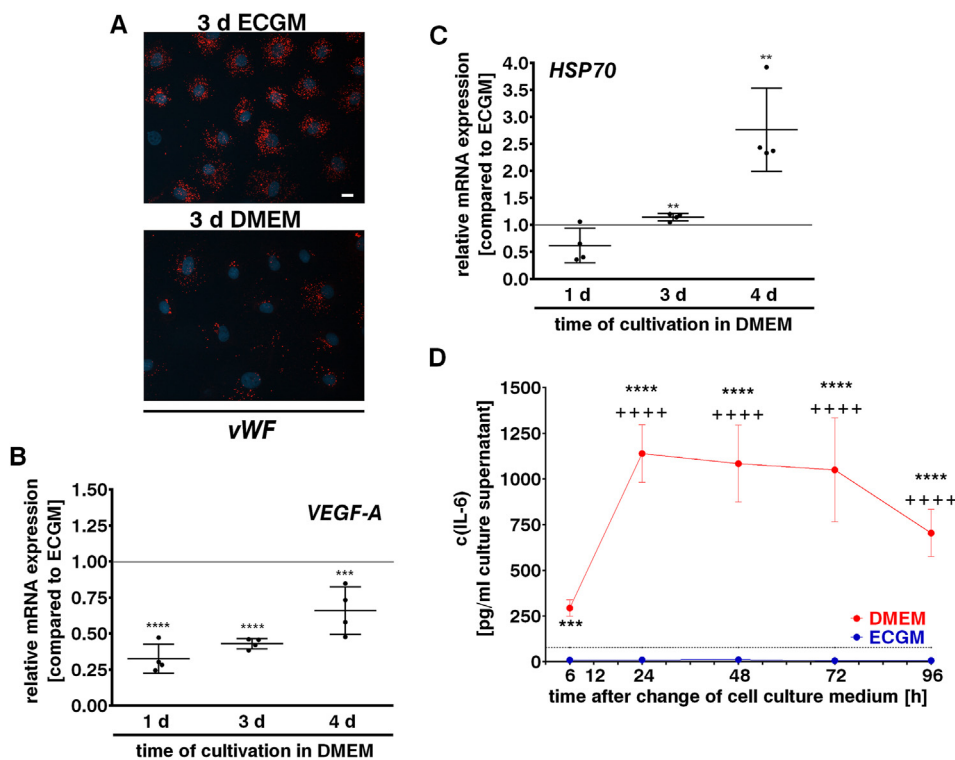 A
3 d ECGM
3 d DMEM
vWF
B
relative mRNA expression
[compared to ECGM]
1.50
1.25
1.00
0.75
0.50
0.25
0.00
VEGF-A
****
****
***
1 d
3 d
4 d
time of cultivation in DMEM
C
relative mRNA expression
[compared to ECGM]
4.0
3.5
3.0
2.5
2.0
1.5
1.0
0.5
0.0
HSP70
**
**
1 d
3 d
4 d
time of cultivation in DMEM
D
c(IL-6)
[pg/ml culture supernatant]
1500
1250
1000
750
500
250
0
****
++++
****
++++
****
++++
****
++++
***
DMEM
ECGM
6 12 24 48 72 96
time after change of cell culture medium [h]